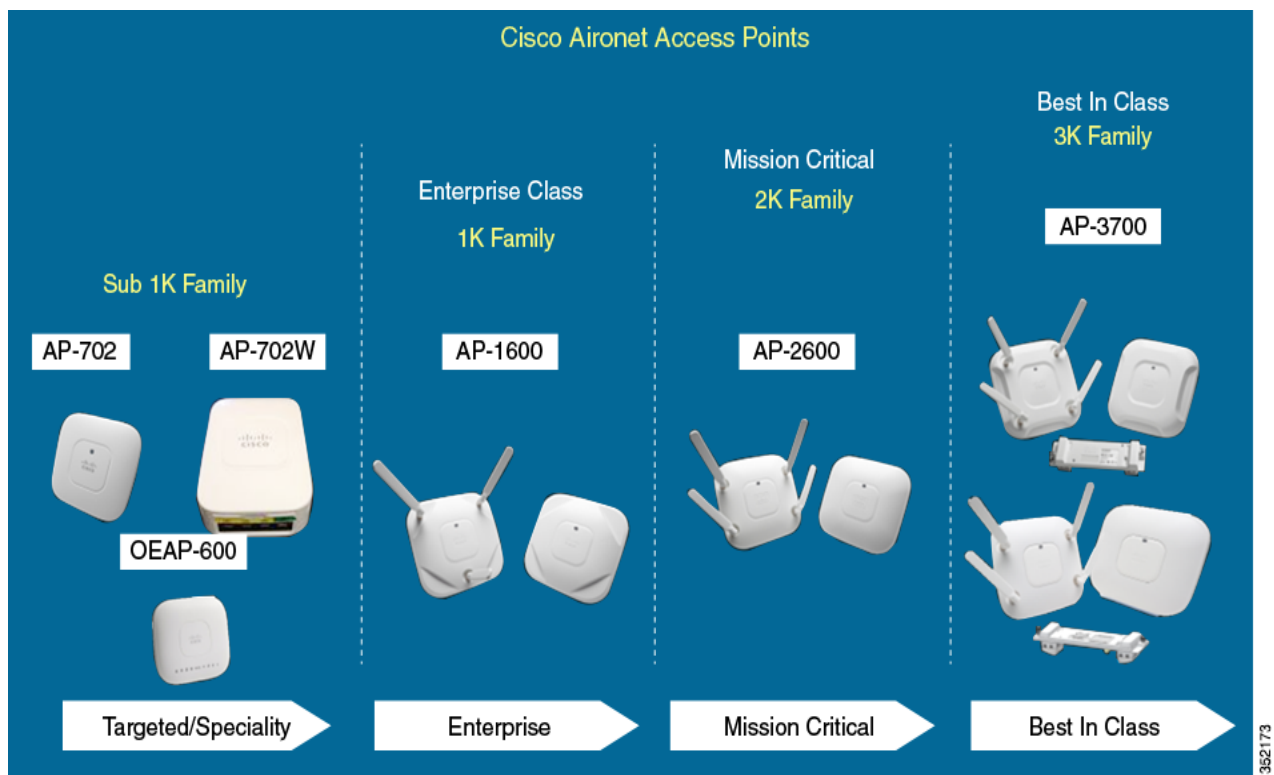 Cisco Aironet Access Points
Best In Class
3K Family
Mission Critical
2K Family
Enterprise Class
1K Family
AP-3700
Sub 1K Family
AP-702
AP-702W
AP-1600
AP-2600
CISCO
OEAP-600
Targeted/Speciality
Enterprise
Mission Critical
Best In Class
352173